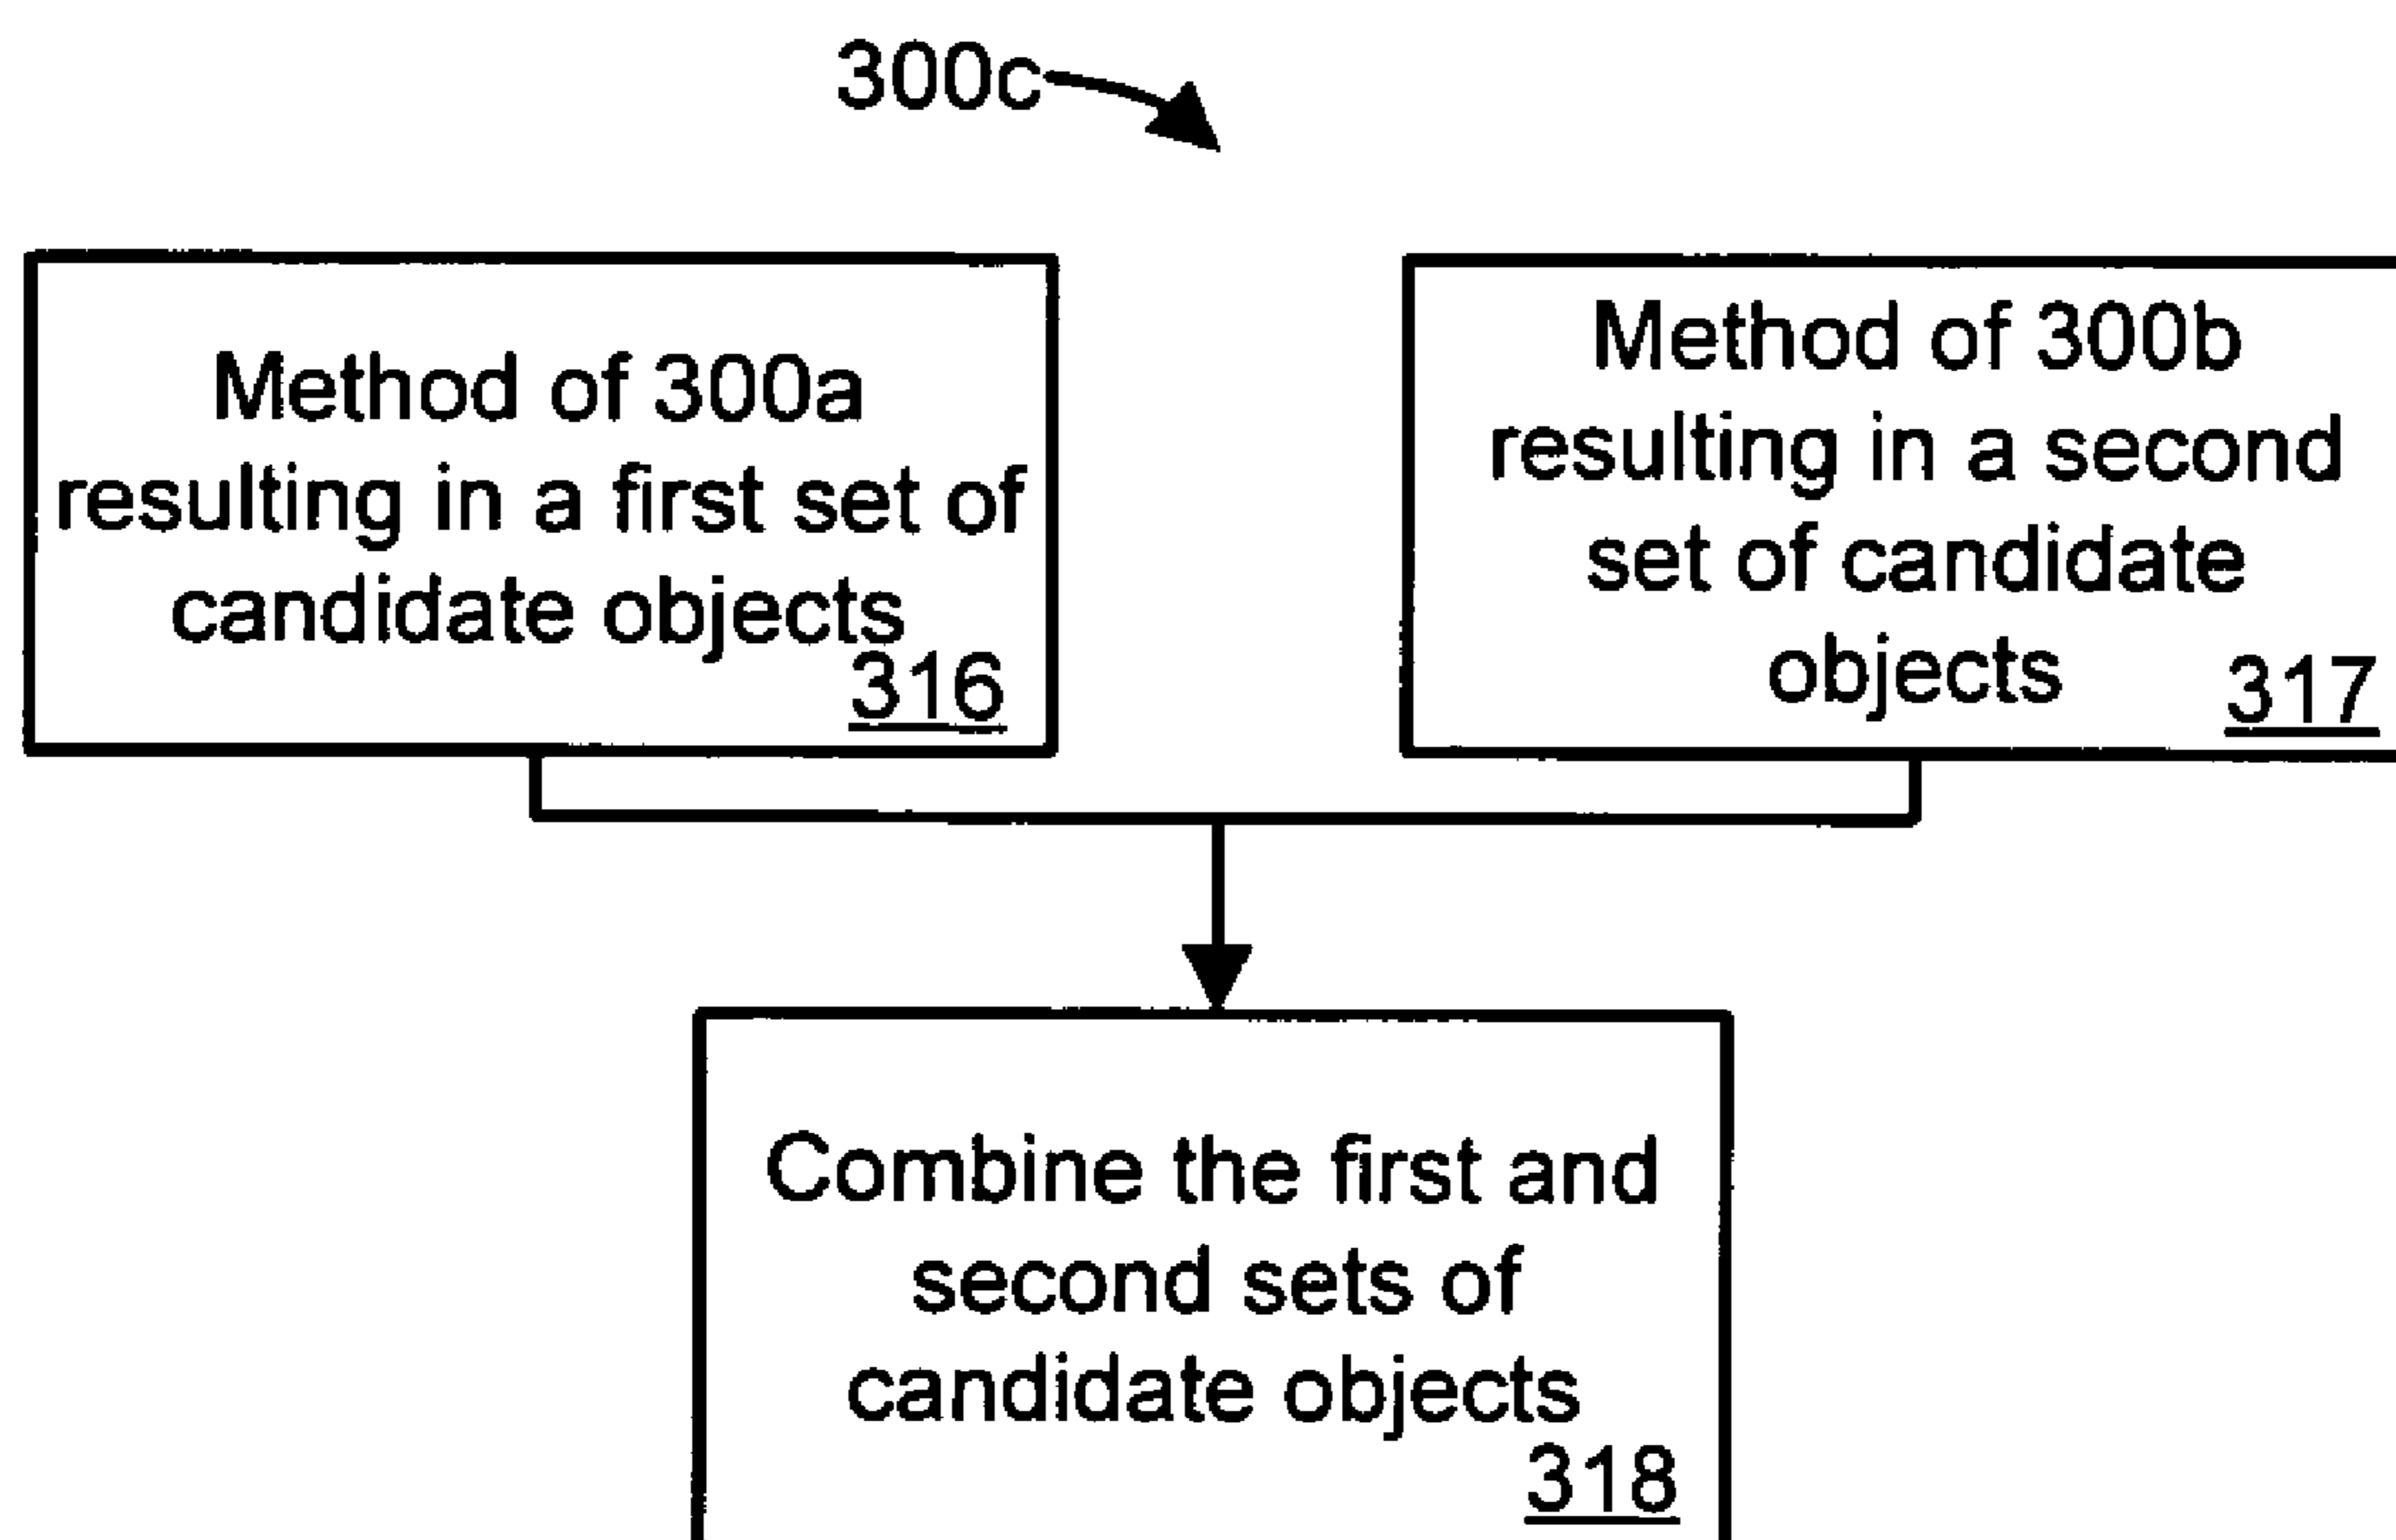 300c
Method of 300a
resulting in a first set of
candidate objects
316
Method of 300b
resulting in a second
set of candidate
objects
317
Combine the first and
second sets of
candidate objects
318